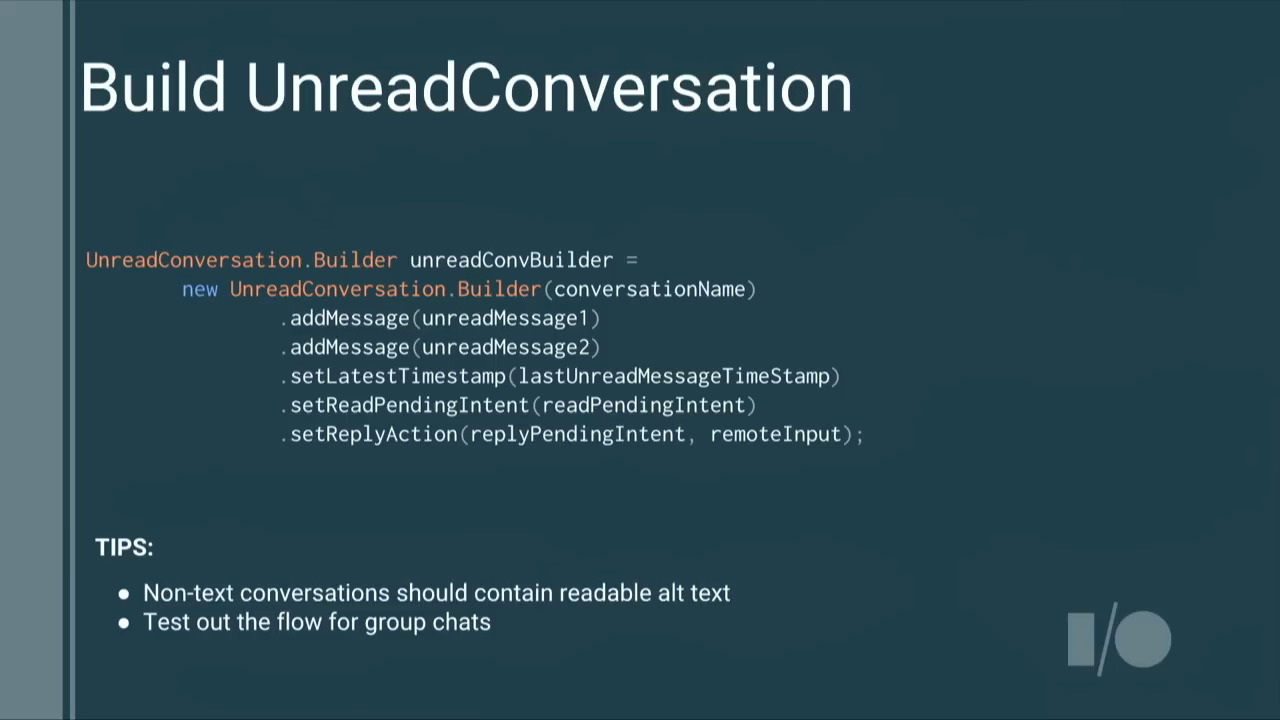 Build UnreadConversation
UnreadConversation.Builder unreadConvBuilder =
new UnreadConversation.Builder(conversationName)
.addMessage(unreadMessage1)
.addMessage(unreadMessage2)
.setLatestTimestamp(lastUnreadMessageTimeStamp)
.setReadPendingIntent(readPendingIntent)
.setReplyAction(replyPendingIntent, remoteInput);
TIPS:
● Non-text conversations should contain readable alt text
● Test out the flow for group chats
I/O